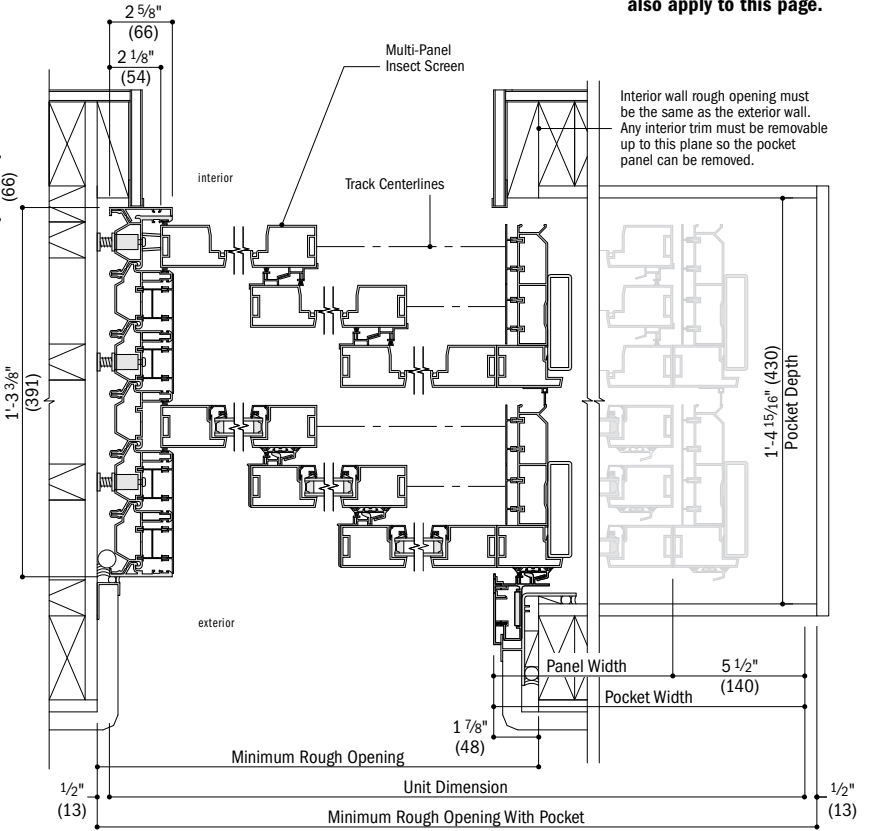 also apply to this page.
2 5/8"
(66)
2 1/8"
(54)
Multi-Panel
Insect Screen
Interior wall rough opening must
be the same as the exterior wall.
Any interior trim must be removable
up to this plane so the pocket
panel can be removed.
interior
Track Centerlines
(66)
1'-3 3/8"
(391)
1'-4 15/16" (430)
Pocket Depth
exterior
Panel Width
5 1/2"
(140)
Pocket Width
1 7/8"
(48)
Minimum Rough Opening
1/2"
(13)
Unit Dimension
1/2"
(13)
Minimum Rough Opening With Pocket